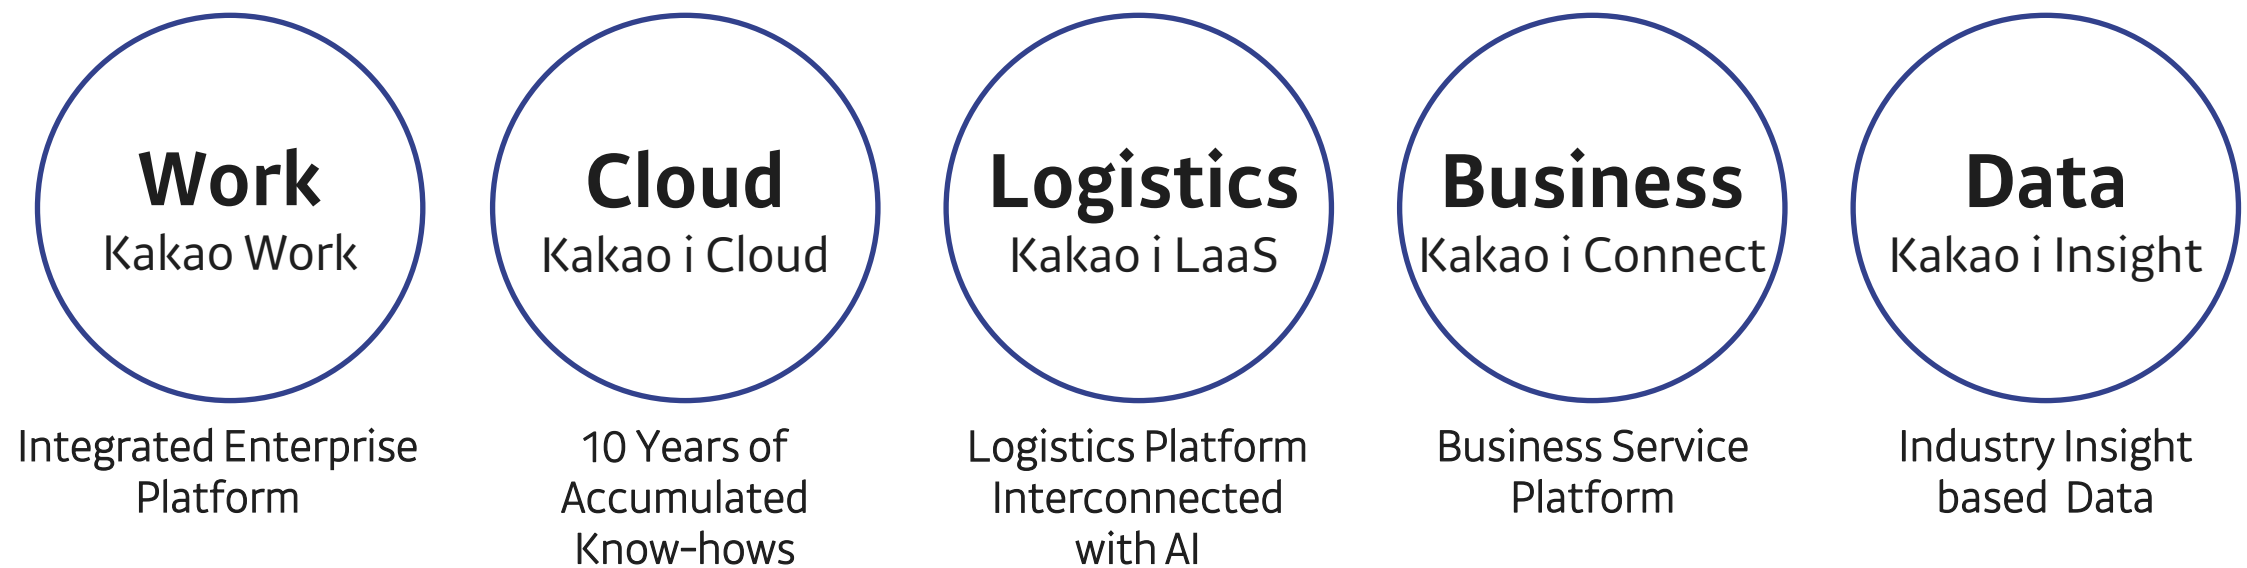 Work
Kakao Work
Integrated Enterprise
Platform
Cloud
Kakao i Cloud
10 Years of
Accumulated
Know-hows
Logistics
Kakao i LaaS
Logistics Platform
Interconnected
with AI
Business
Kakao i Connect
Business Service
Platform
Data
Kakao i Insight
Industry Insight
based Data